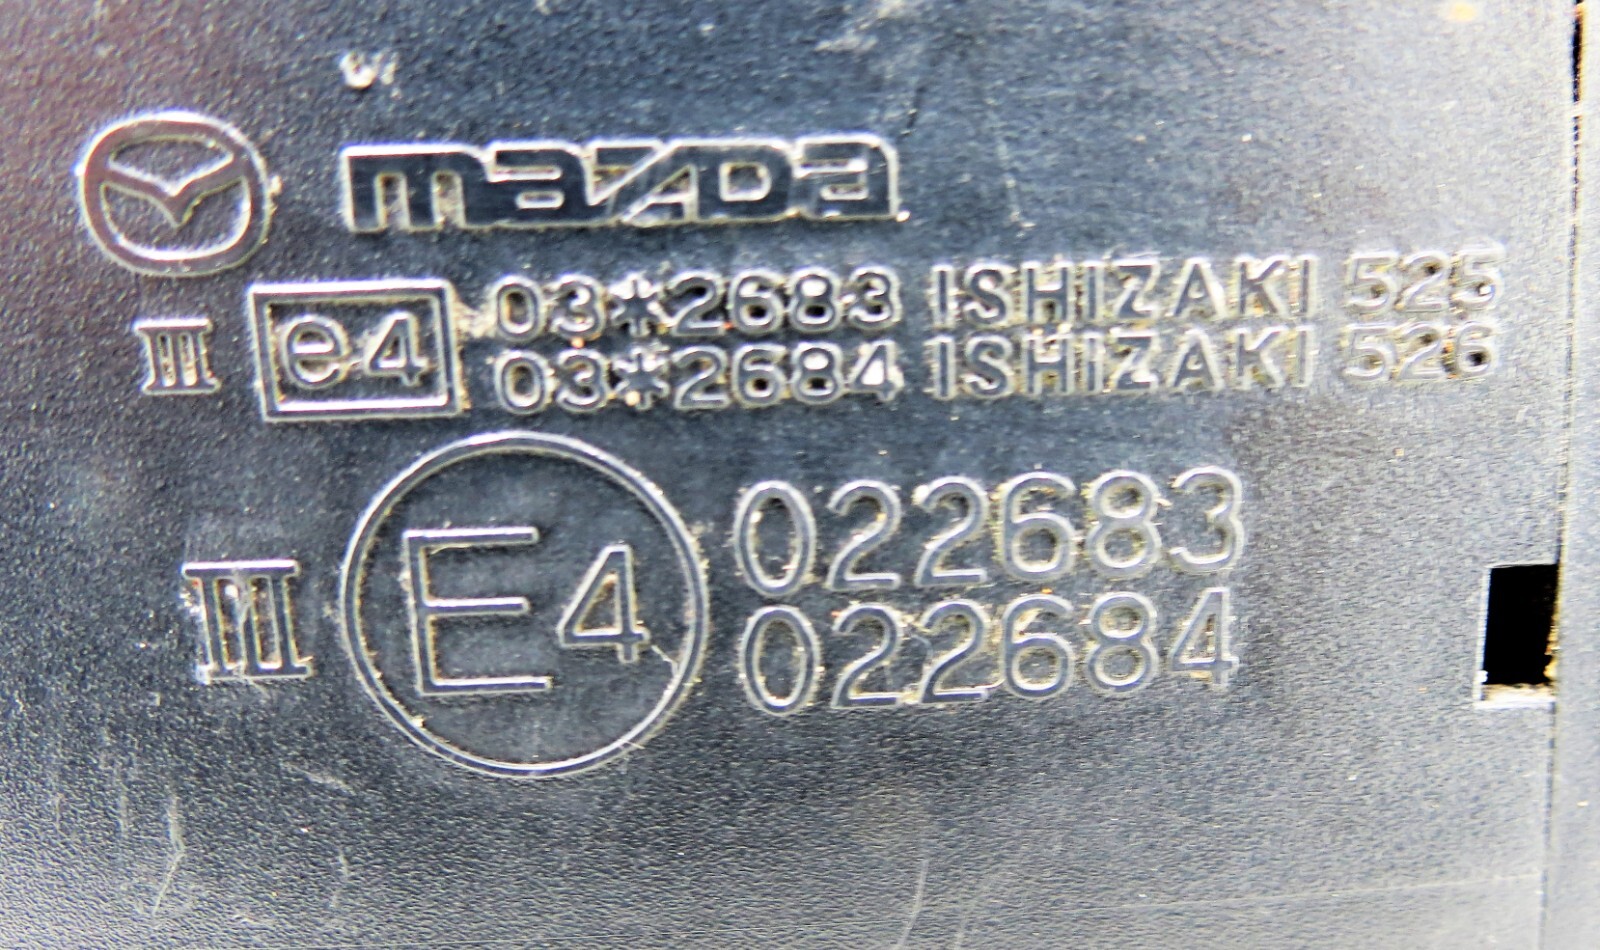 mazda
III e4 03*2683 ISHIZAKI 525
03*2684 ISHIZAKI 526
III E4 022683
022684